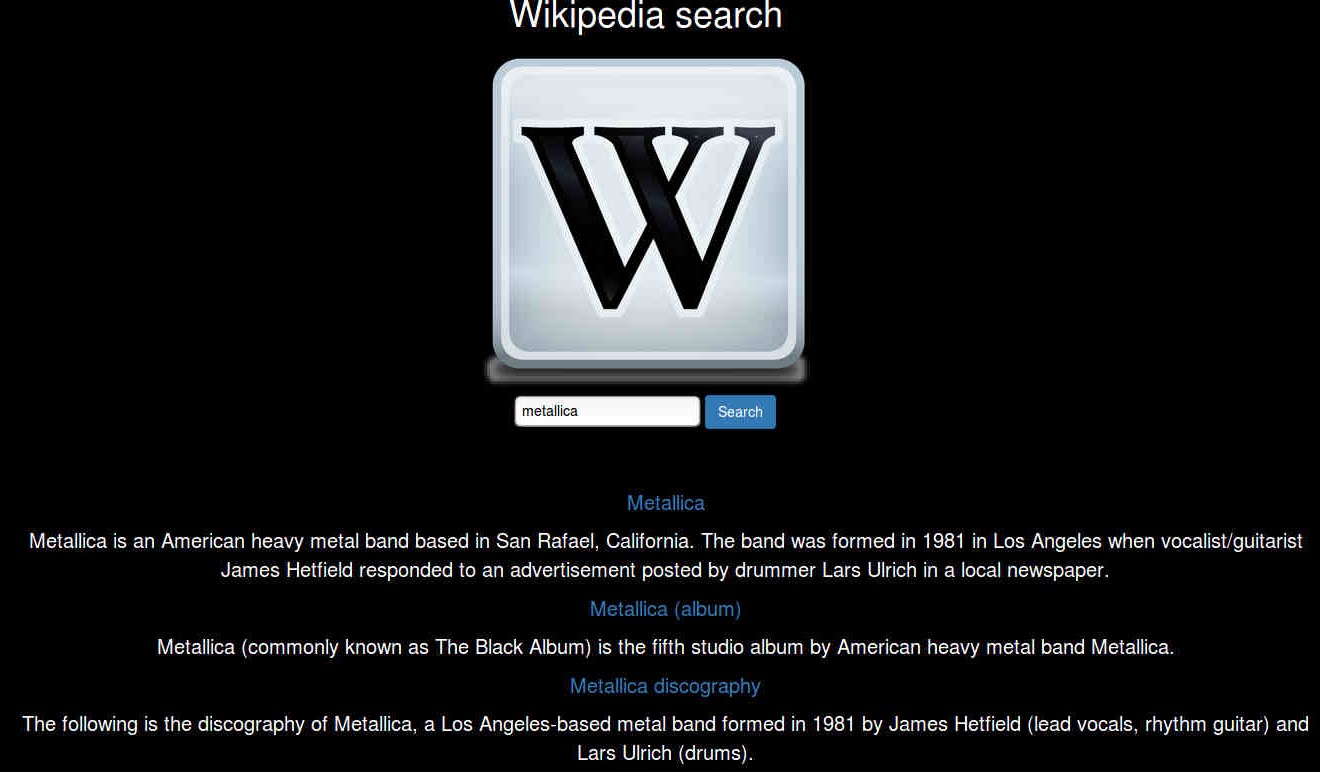 Wikipedia search
W
metallica
Search
Metallica
Metallica is an American heavy metal band based in San Rafael, California. The band was formed in 1981 in Los Angeles when vocalist/guitarist
James Hetfield responded to an advertisement posted by drummer Lars Ulrich in a local newspaper.
Metallica (album)
Metallica (commonly known as The Black Album) is the fifth studio album by American heavy metal band Metallica.
Metallica discography
The following is the discography of Metallica, a Los Angeles-based metal band formed in 1981 by James Hetfield (lead vocals, rhythm guitar) and
Lars Ulrich (drums).